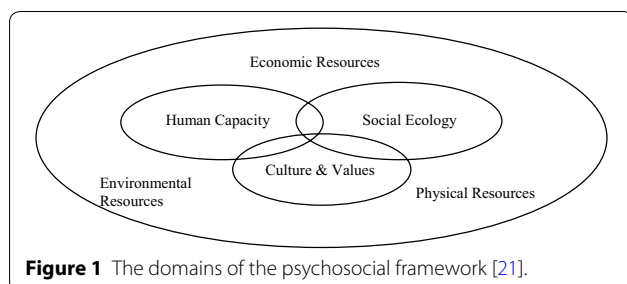 Economic Resources
Human Capacity
Social Ecology
Culture & Values
Environmental
Resources
Physical Resources
Figure 1 The domains of the psychosocial framework [21].